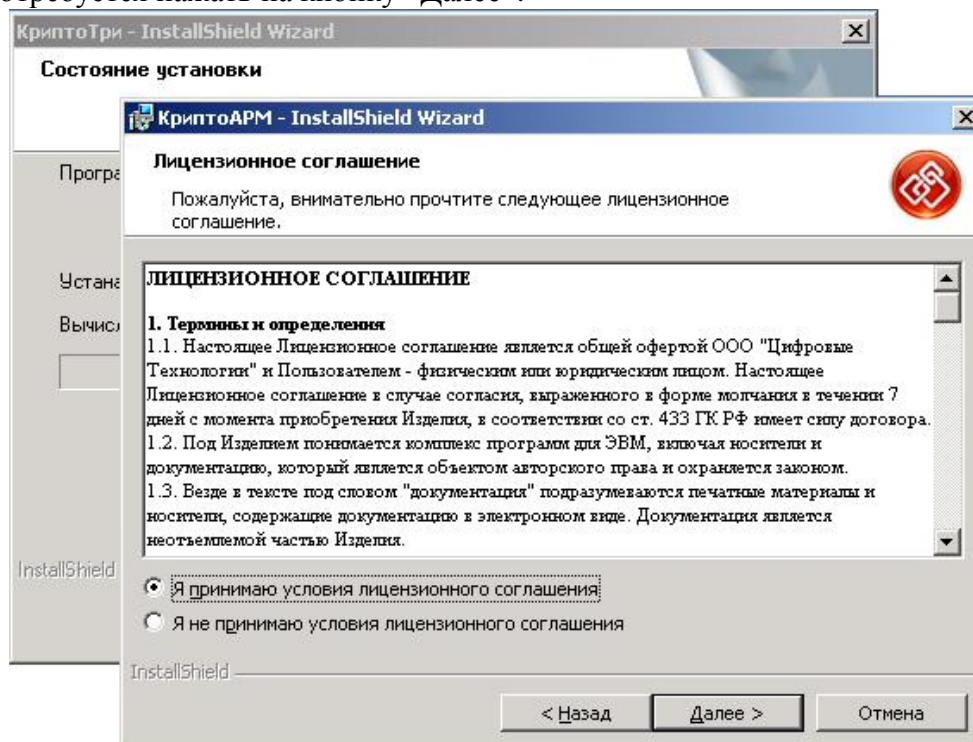 отребуется нажать на кнопку "Далее".
КриптоТри - InstallShield Wizard
Состояние установки
КриптоАРМ - InstallShield Wizard
Лицензионное соглашение
Пожалуйста, внимательно прочтите следующее лицензионное
соглашение.
Програ
Устана
Вычисл
ЛИЦЕНЗИОННОЕ СОГЛАШЕНИЕ
1. Термины и определения
1.1. Настоящее Лицензионное соглашение является общей офертой ООО "Цифровые
Технологии" и Пользователем - физическим или юридическим лицом. Настоящее
Лицензионное соглашение в случае согласия, выраженного в форме молчания в течении 7
дней с момента приобретения Изделия, в соответствии со ст. 433 ГК РФ имеет силу договора.
1.2. Под Изделием понимается комплекс программ для ЭВМ, включая носители и
документацию, который является объектом авторского права и охраняется законом.
1.3. Везде в тексте под словом "документация" подразумеваются печатные материалы и
носители, содержащие документацию в электронном виде. Документация является
неотъемлемой частью Изделия.
InstallShield
Я принимаю условия лицензионного соглашения
Я не принимаю условия лицензионного соглашения
InstallShield
< Назад
Далее >
Отмена